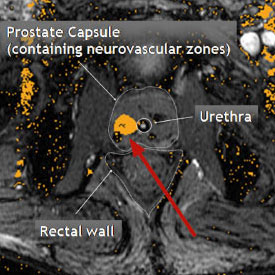 Prostate Capsule
(containing neurovascular zones)
Urethra
Rectal wall